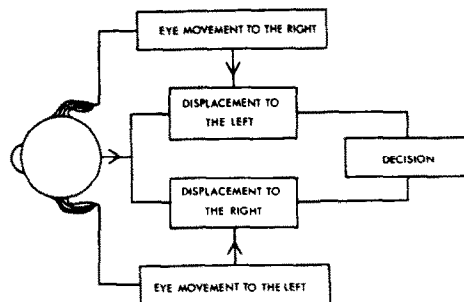 EYE MOVEMENT TO THE RIGHT
DISPLACEMENT TO
THE LEFT
DECISION
DISPLACEMENT TO
THE RIGHT
EYE MOVEMENT TO THE LEFT